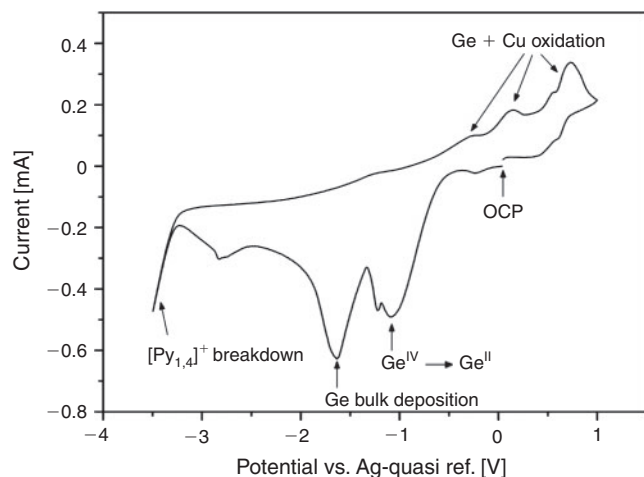 Ge + Cu oxidation
0.4
0.2
0
−0.2
−0.4
−0.6
−0.8
Current [mA]
OCP
[Py1,4]+ breakdown
GeIV → GeII
Ge bulk deposition
−4 −3 −2 −1 0 1
Potential vs. Ag-quasi ref. [V]